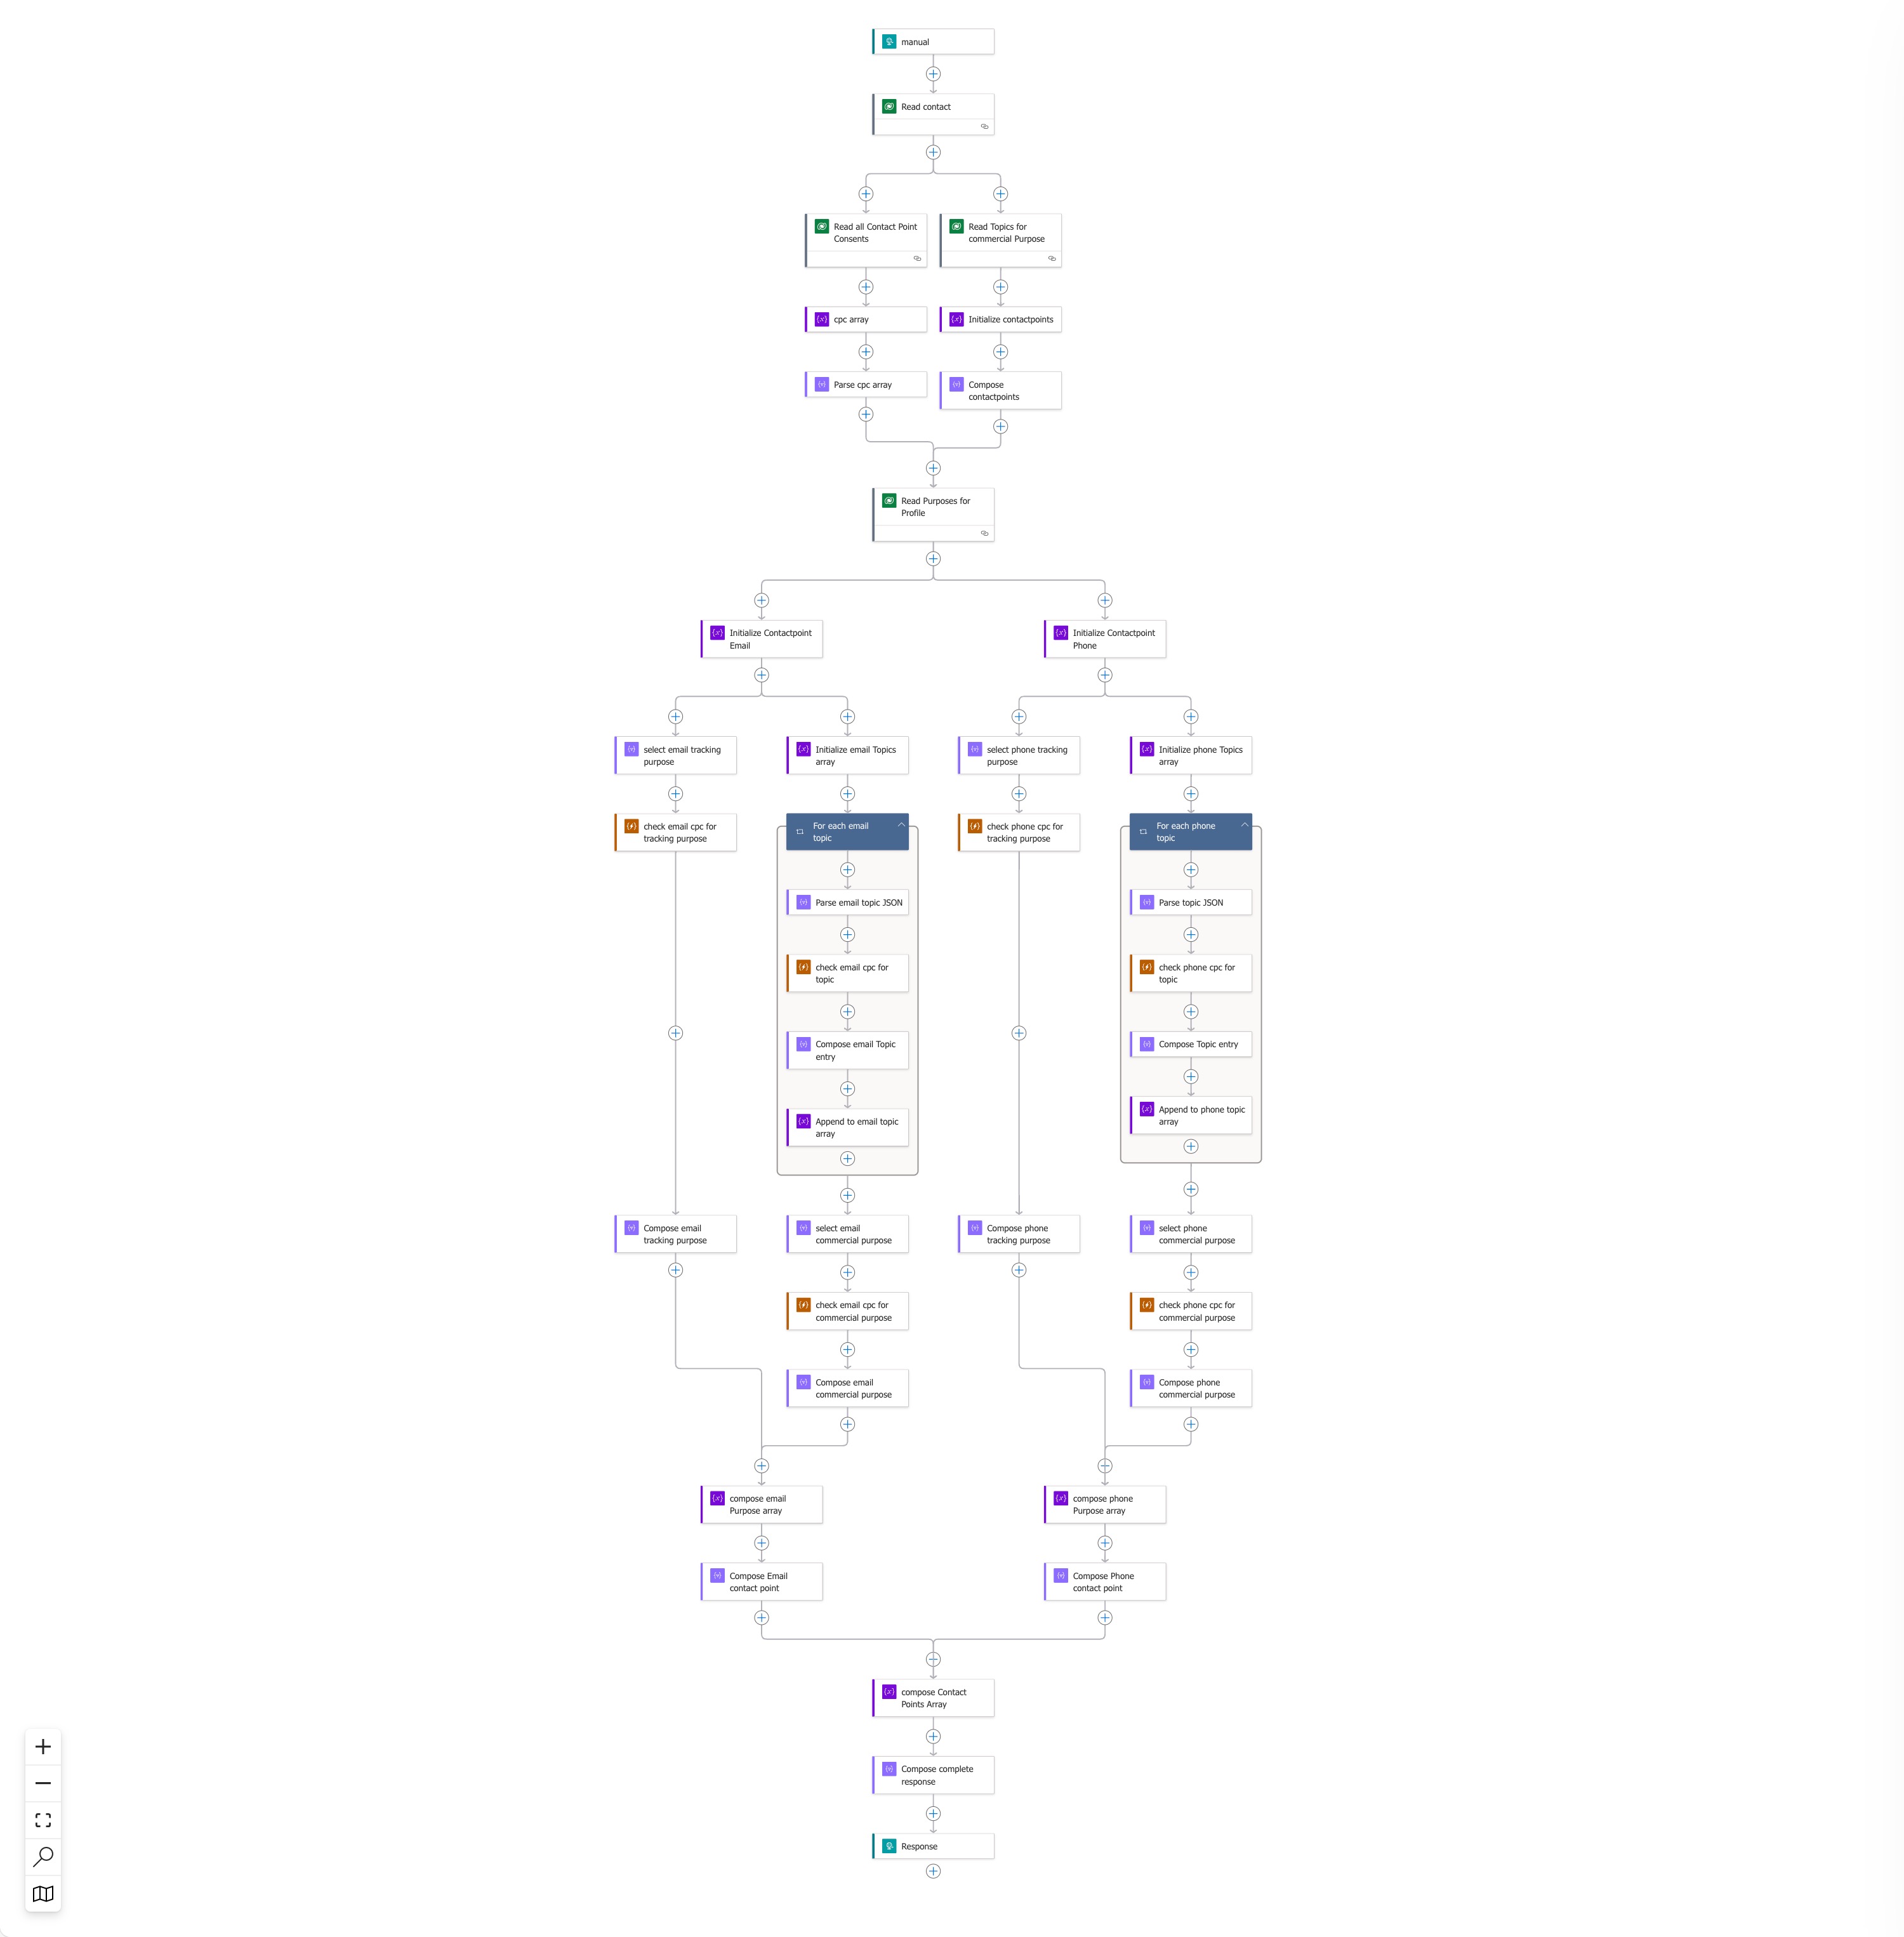 manual
Read contact
Read all Contact Point
Consents
Read Topics for
commercial Purpose
cpc array
Initialize contactpoints
Parse cpc array
Compose
contactpoints
Read Purposes for
Profile
Initialize Contactpoint
Email
Initialize Contactpoint
Phone
select email tracking
purpose
Initialize email Topics
array
select phone tracking
purpose
Initialize phone Topics
array
check email cpc for
tracking purpose
For each email
topic
check phone cpc for
tracking purpose
For each phone
topic
Parse email topic JSON
Parse topic JSON
check email cpc for
topic
check phone cpc for
topic
Compose email Topic
entry
Compose Topic entry
Append to email topic
array
Append to phone topic
array
Compose email
tracking purpose
select email
commercial purpose
Compose phone
tracking purpose
select phone
commercial purpose
check email cpc for
commercial purpose
check phone cpc for
commercial purpose
Compose email
commercial purpose
Compose phone
commercial purpose
compose email
Purpose array
compose phone
Purpose array
Compose Email
contact point
Compose Phone
contact point
compose Contact
Points Array
Compose complete
response
Response